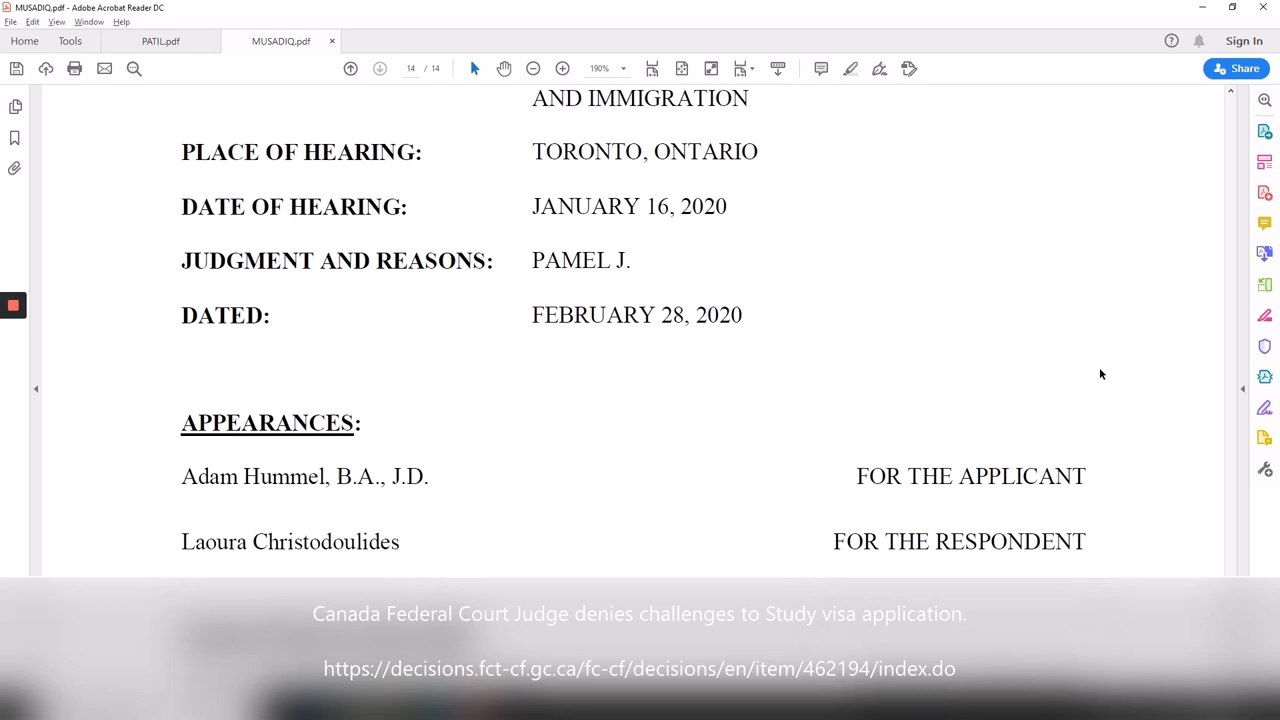 MUSADIQ.pdf - Adobe Acrobat Reader DC
File Edit View Window Help
Home Tools PATIL.pdf MUSADIQ.pdf × Sign In
14 / 14 190% Share
AND IMMIGRATION
PLACE OF HEARING: TORONTO, ONTARIO
DATE OF HEARING: JANUARY 16, 2020
JUDGMENT AND REASONS: PAMEL J.
DATED: FEBRUARY 28, 2020
APPEARANCES:
Adam Hummel, B.A., J.D. FOR THE APPLICANT
Laoura Christodoulides FOR THE RESPONDENT
Canada Federal Court Judge denies challenges to Study visa application.
https://decisions.fct-cf.gc.ca/fc-cf/decisions/en/item/462194/index.do